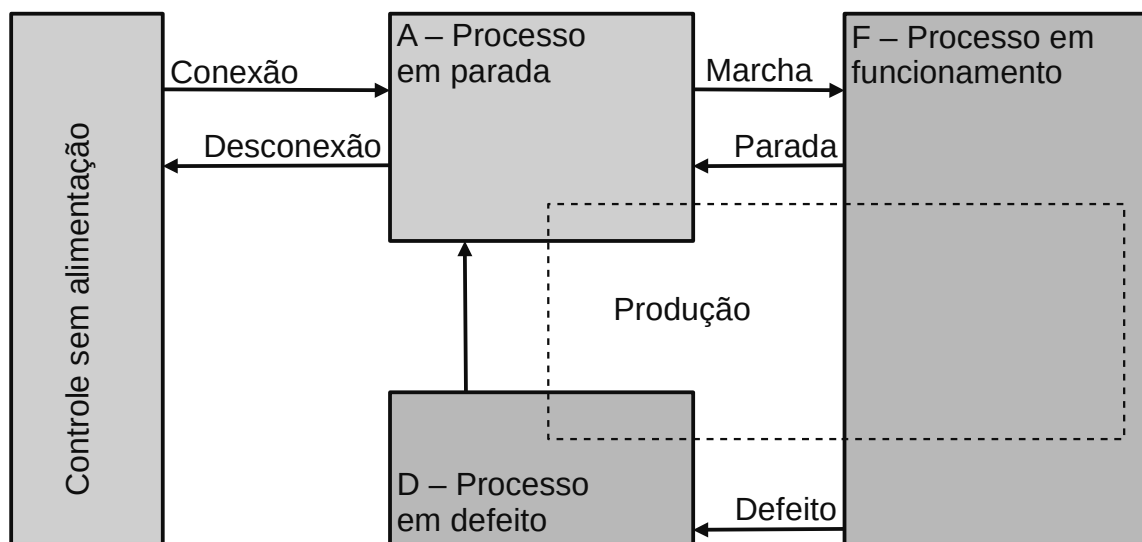 A – Processo
em parada
F – Processo em
funcionamento
Conexão
Marcha
Desconexão
Parada
Controle sem alimentação
Produção
D – Processo
em defeito
Defeito